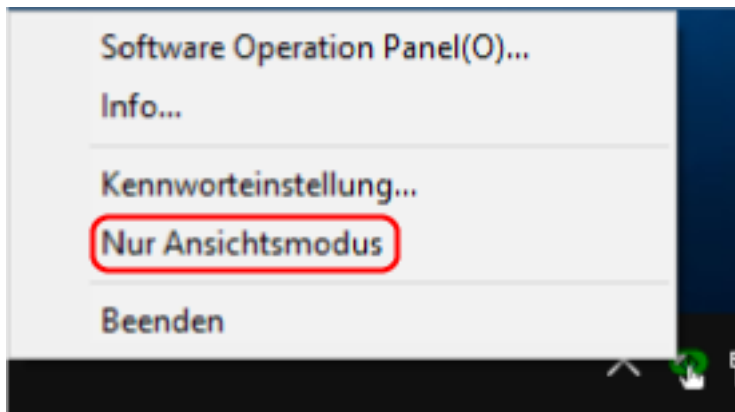 Software Operation Panel(O)...
Info...
Kennworteinstellung...
Nur Ansichtsmodus
Beenden